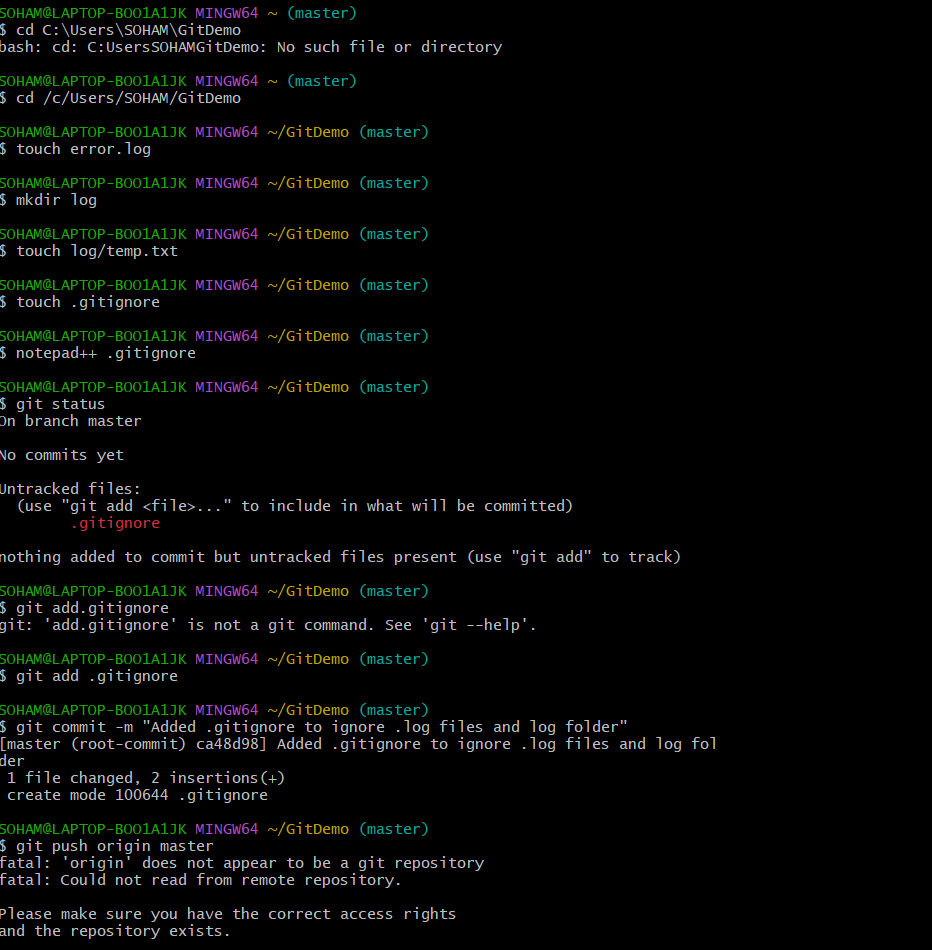 SOHAM@LAPTOP-BOO1A1JK MINGW64 ~ (master)
$ cd C:\Users\SOHAM\GitDemo
bash: cd: C:UsersSOHAMGitDemo: No such file or directory
SOHAM@LAPTOP-BOO1A1JK MINGW64 ~ (master)
$ cd /c/Users/SOHAM/GitDemo
SOHAM@LAPTOP-BOO1A1JK MINGW64 ~/GitDemo (master)
$ touch error.log
SOHAM@LAPTOP-BOO1A1JK MINGW64 ~/GitDemo (master)
$ mkdir log
SOHAM@LAPTOP-BOO1A1JK MINGW64 ~/GitDemo (master)
$ touch log/temp.txt
SOHAM@LAPTOP-BOO1A1JK MINGW64 ~/GitDemo (master)
$ touch .gitignore
SOHAM@LAPTOP-BOO1A1JK MINGW64 ~/GitDemo (master)
$ notepad++ .gitignore
SOHAM@LAPTOP-BOO1A1JK MINGW64 ~/GitDemo (master)
$ git status
On branch master
No commits yet
Untracked files:
(use "git add <file>..." to include in what will be committed)
.gitignore
nothing added to commit but untracked files present (use "git add" to track)
SOHAM@LAPTOP-BOO1A1JK MINGW64 ~/GitDemo (master)
$ git add.gitignore
git: 'add.gitignore' is not a git command. See 'git --help'.
SOHAM@LAPTOP-BOO1A1JK MINGW64 ~/GitDemo (master)
$ git add .gitignore
SOHAM@LAPTOP-BOO1A1JK MINGW64 ~/GitDemo (master)
$ git commit -m "Added .gitignore to ignore .log files and log folder"
[master (root-commit) ca48d98] Added .gitignore to ignore .log files and log fol
der
1 file changed, 2 insertions(+)
create mode 100644 .gitignore
SOHAM@LAPTOP-BOO1A1JK MINGW64 ~/GitDemo (master)
$ git push origin master
fatal: 'origin' does not appear to be a git repository
fatal: Could not read from remote repository.
Please make sure you have the correct access rights
and the repository exists.